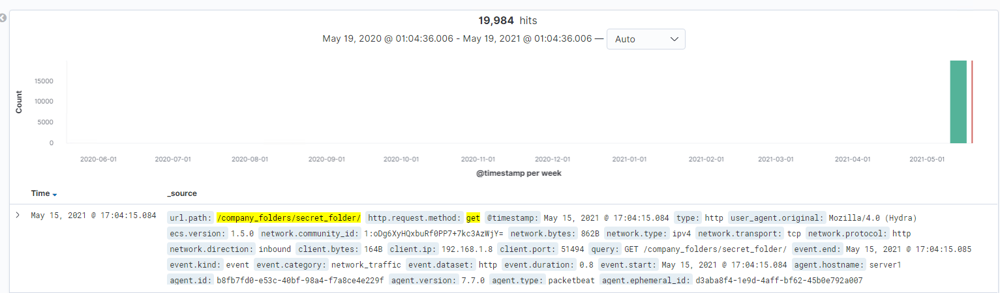 19,984 hits
May 19, 2020 @ 01:04:36.006 - May 19, 2021 @ 01:04:36.006 — Auto
15000
10000
5000
0
Count
2020-06-01 2020-07-01 2020-08-01 2020-09-01 2020-10-01 2020-11-01 2020-12-01 2021-01-01 2021-02-01 2021-03-01 2021-04-01 2021-05-01
@timestamp per week
Time _source
May 15, 2021 @ 17:04:15.084 url.path: /company_folders/secret_folder/ http.request.method: get @timestamp: May 15, 2021 @ 17:04:15.084 type: http user_agent.original: Mozilla/4.0 (Hydra)
ecs.version: 1.5.0 network.community_id: 1:oDg6XyHQxbuRf0PP7+7kc3AzWjY= network.bytes: 862B network.type: ipv4 network.transport: tcp network.protocol: http
network.direction: inbound client.bytes: 164B client.ip: 192.168.1.8 client.port: 51494 query: GET /company_folders/secret_folder/ event.end: May 15, 2021 @ 17:04:15.085
event.kind: event event.category: network_traffic event.dataset: http event.duration: 0.8 event.start: May 15, 2021 @ 17:04:15.084 agent.hostname: server1
agent.id: b8fb7fd0-e53c-40bf-98a4-f7a8ce4e229f agent.version: 7.7.0 agent.type: packetbeat agent.ephemeral_id: d3aba8f4-1e9d-4aff-bf62-45b0e792a007